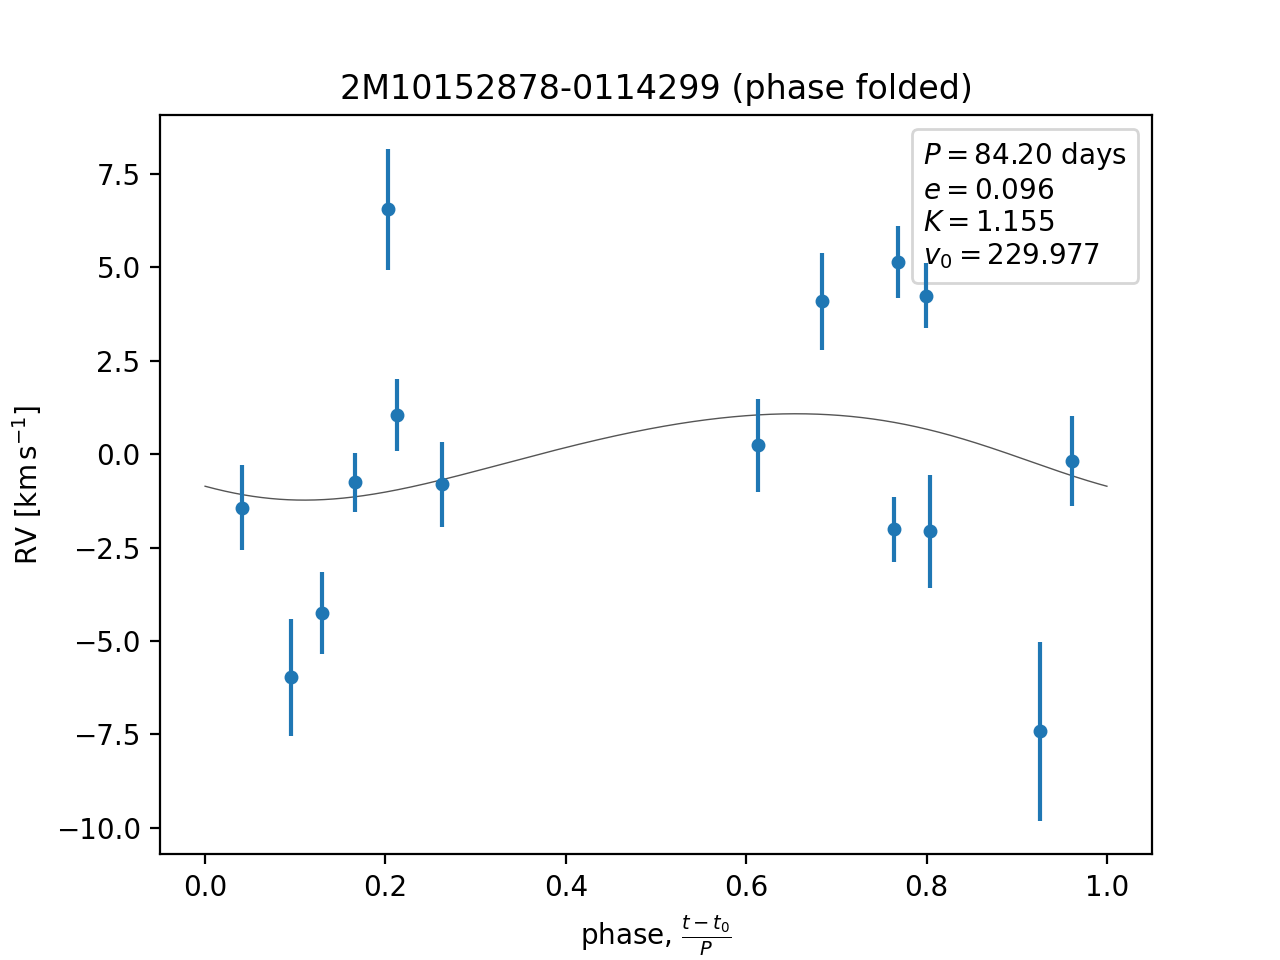 2M10152878-0114299 (phase folded)
P = 84.20 days
e = 0.096
K = 1.155
v₀ = 229.977
RV [km s⁻¹]
7.5
5.0
2.5
0.0
−2.5
−5.0
−7.5
−10.0
0.0 0.2 0.4 0.6 0.8 1.0
phase, (t − t₀)/P